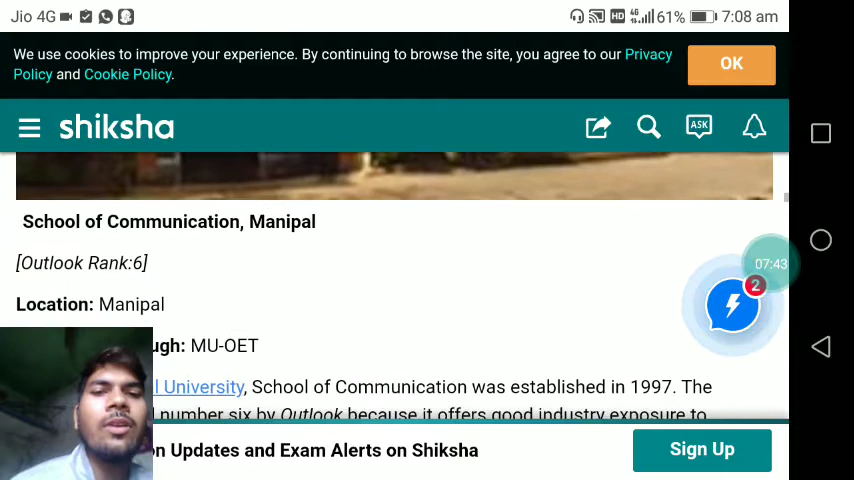 Jio 4G 4G HD 61% 7:08 am
We use cookies to improve your experience. By continuing to browse the site, you agree to our Privacy
Policy and Cookie Policy.
OK
shiksha
ASK
School of Communication, Manipal
[Outlook Rank:6]
07:43
2
Location: Manipal
ugh: MU-OET
l University, School of Communication was established in 1997. The
number six by Outlook because it offers good industry exposure to
on Updates and Exam Alerts on Shiksha
Sign Up